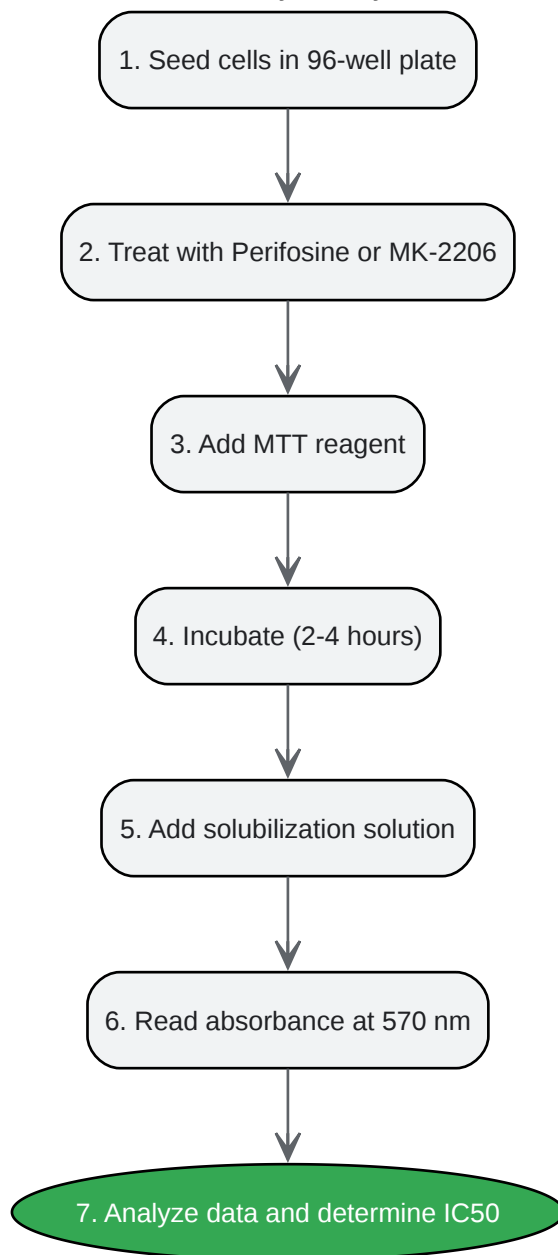 1. Seed cells in 96-well plate
2. Treat with Perifosine or MK-2206
3. Add MTT reagent
4. Incubate (2-4 hours)
5. Add solubilization solution
6. Read absorbance at 570 nm
7. Analyze data and determine IC50